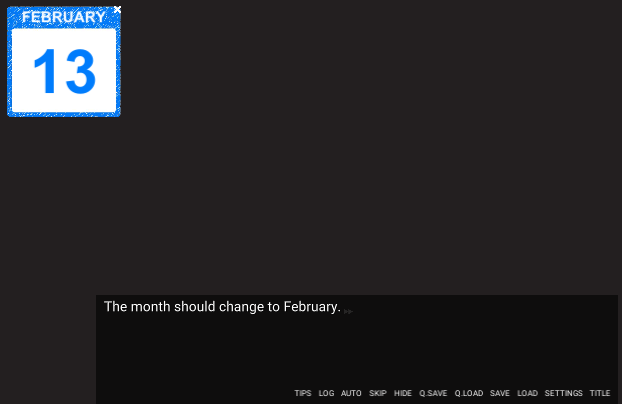 FEBRUARY
13
The month should change to February.
TIPS LOG AUTO SKIP HIDE Q.SAVE Q.LOAD SAVE LOAD SETTINGS TITLE